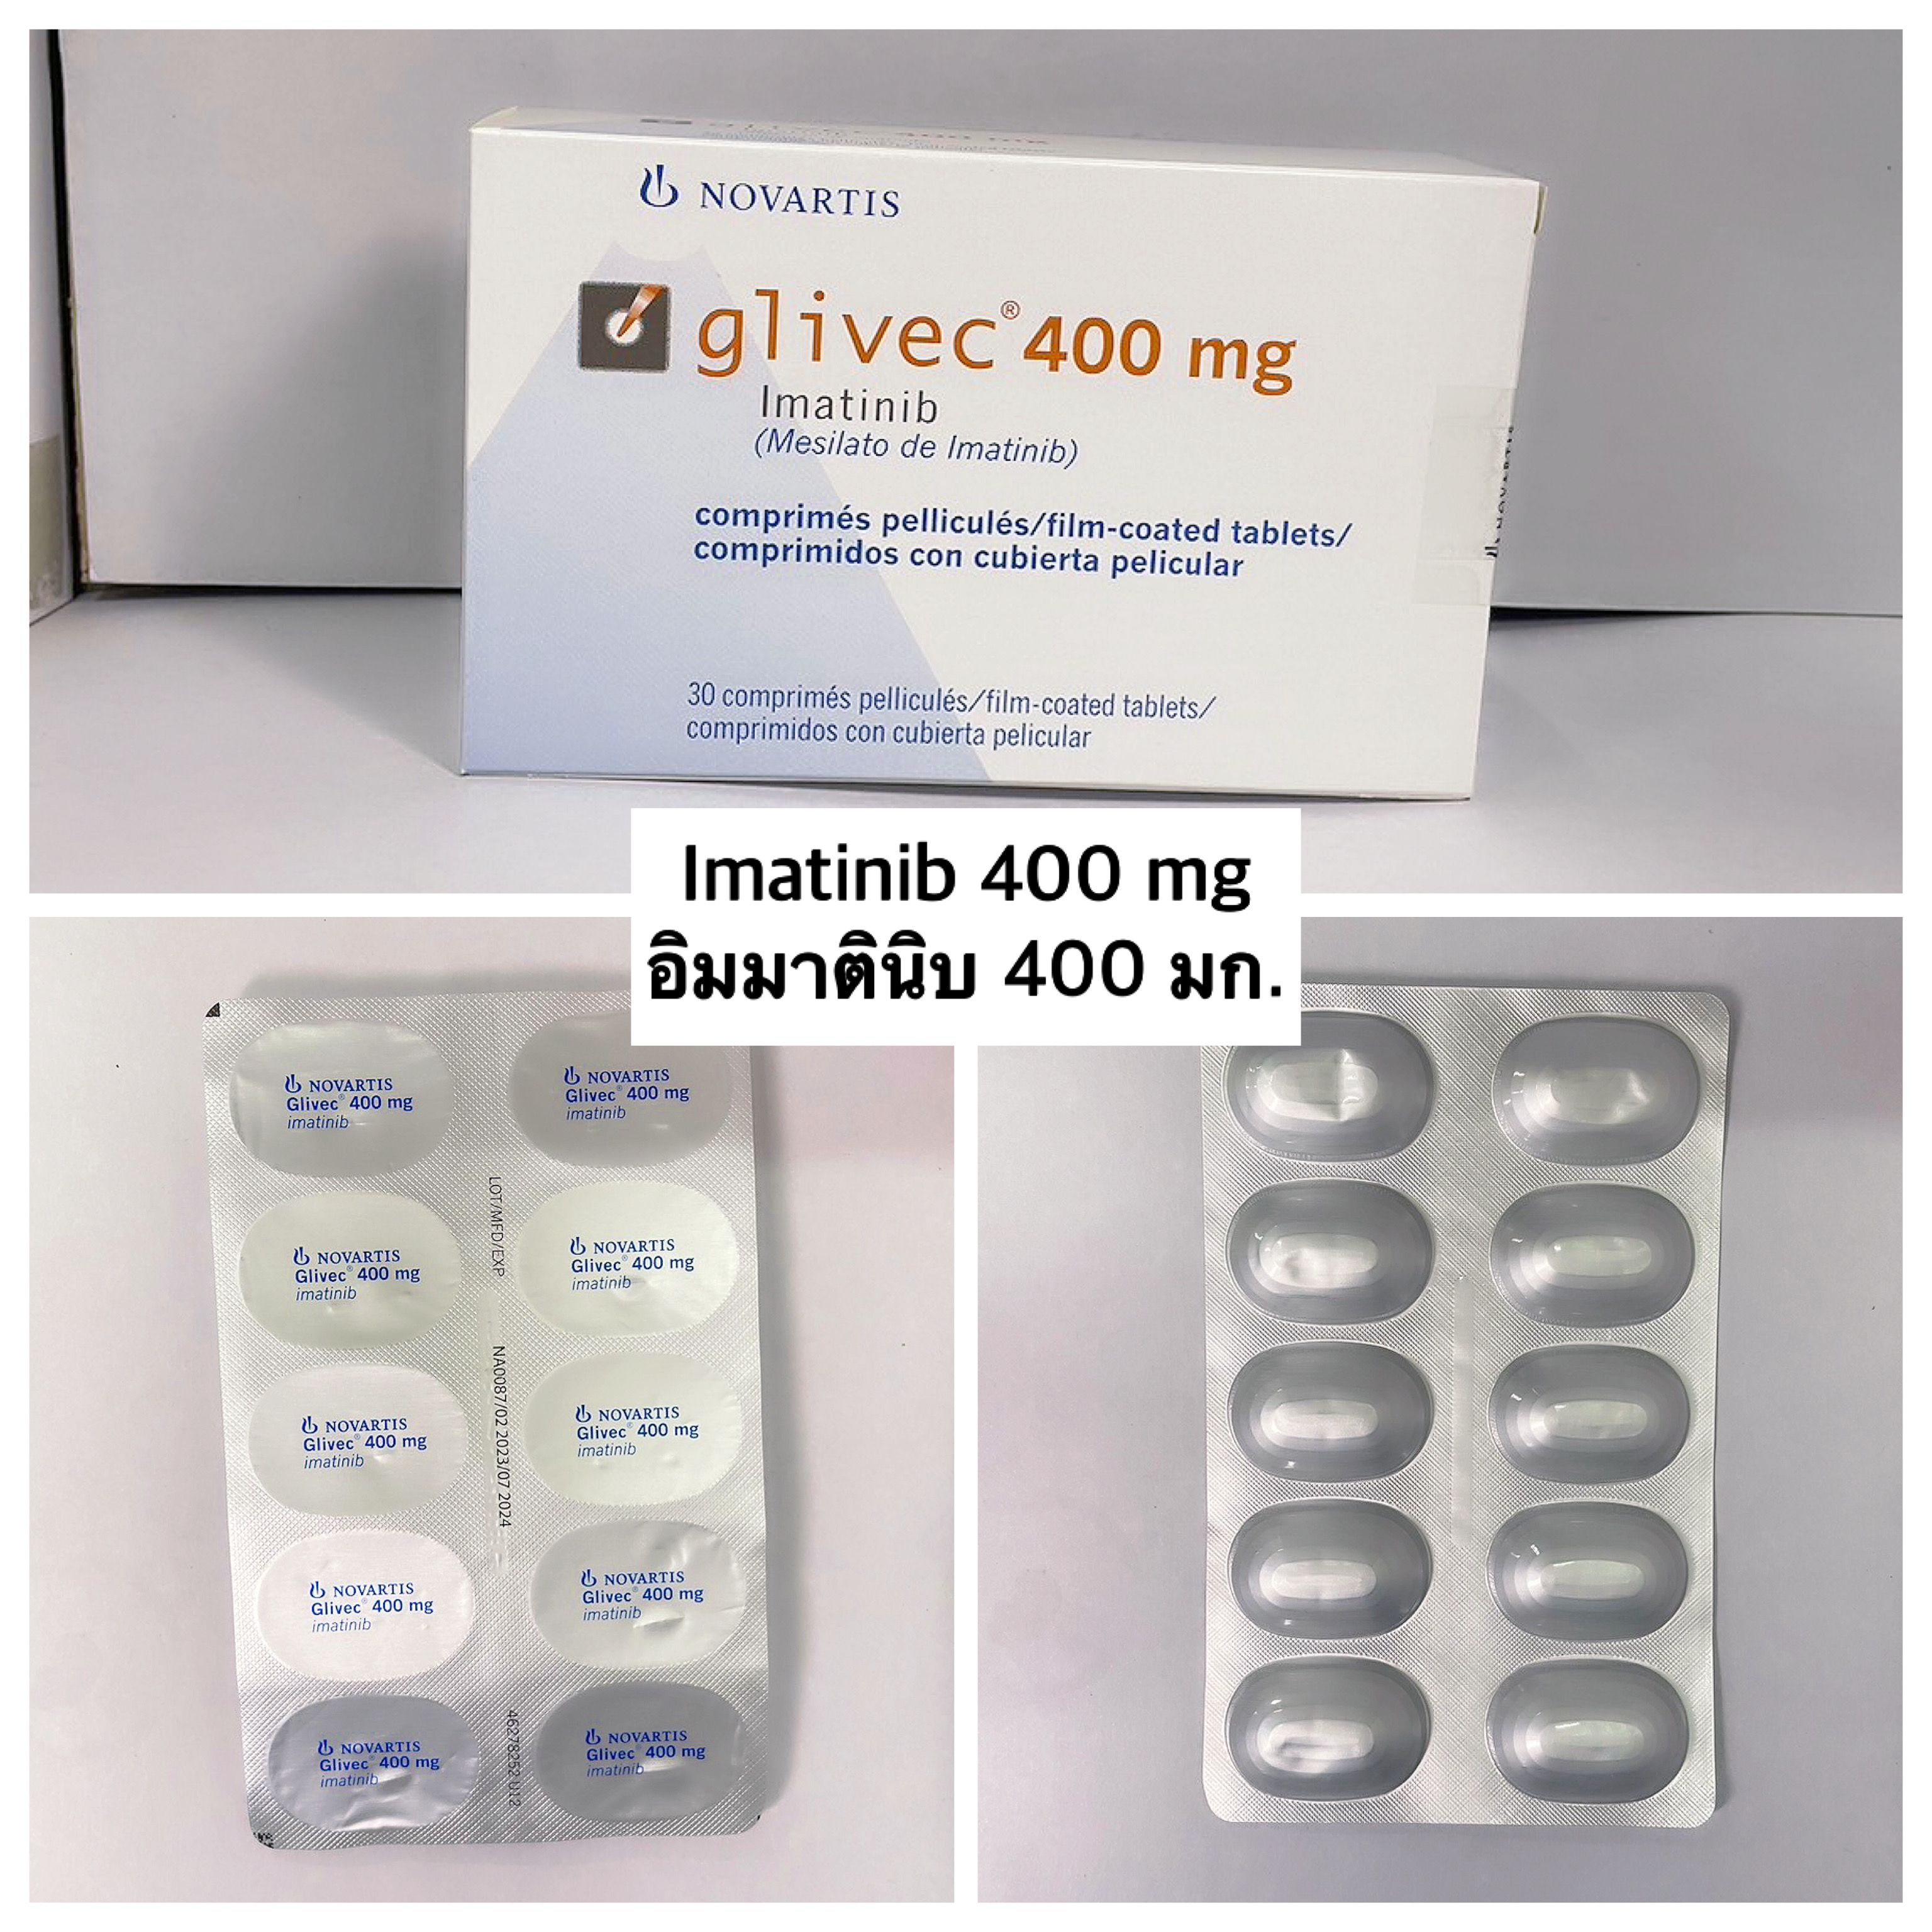 NOVARTIS
glivec® 400 mg
Imatinib
(Mesilato de Imatinib)
comprimés pelliculés/film-coated tablets/
comprimidos con cubierta pelicular
30 comprimés pelliculés/film-coated tablets/
comprimidos con cubierta pelicular
Imatinib 400 mg
อิมมาตินิบ 400 มก.
NOVARTIS
Glivec® 400 mg
imatinib
NOVARTIS
Glivec® 400 mg
imatinib
NOVARTIS
Glivec® 400 mg
imatinib
NOVARTIS
Glivec® 400 mg
imatinib
NOVARTIS
Glivec® 400 mg
imatinib
NOVARTIS
Glivec® 400 mg
imatinib
NOVARTIS
Glivec® 400 mg
imatinib
NOVARTIS
Glivec® 400 mg
imatinib
NOVARTIS
Glivec® 400 mg
imatinib
NOVARTIS
Glivec® 400 mg
imatinib
LOT/MFD/EXP
NA0087/02 2023/07 2024
46278252 U12